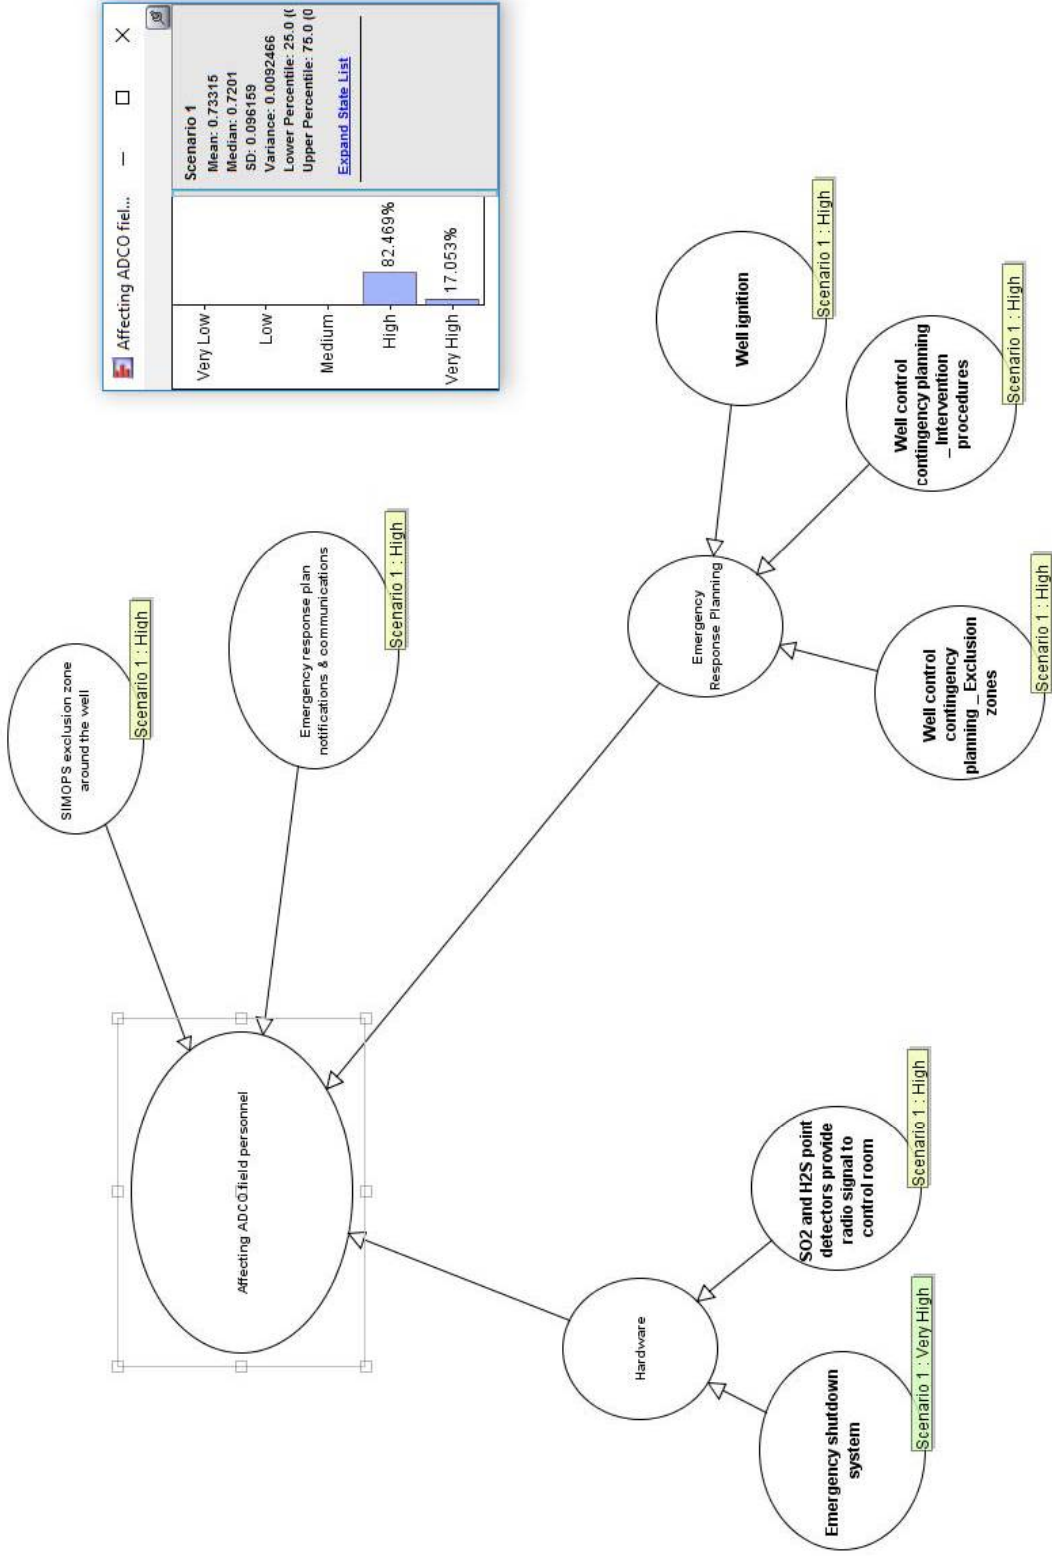 Affecting ADCO fiel...
Very Low
Low
Medium
High
Very High
82.469%
17.053%
Scenario 1
Mean: 0.73315
Median: 0.7201
SD: 0.096159
Variance: 0.0092466
Lower Percentile: 25.0 (
Upper Percentile: 75.0 (0
Expand State List
SIMOPS exclusion zone
around the well
Scenario 1 : High
Emergency response plan
notifications & communications
Scenario 1 : High
Affecting ADCO field personnel
Emergency
Response Planning
Well ignition
Scenario 1 : High
Well control
contingency planning
_ Intervention
procedures
Scenario 1 : High
Well control
contingency
planning _ Exclusion
zones
Scenario 1 : High
Hardware
SO2 and H2S point
detectors provide
radio signal to
control room
Scenario 1 : High
Emergency shutdown
system
Scenario 1 : Very High